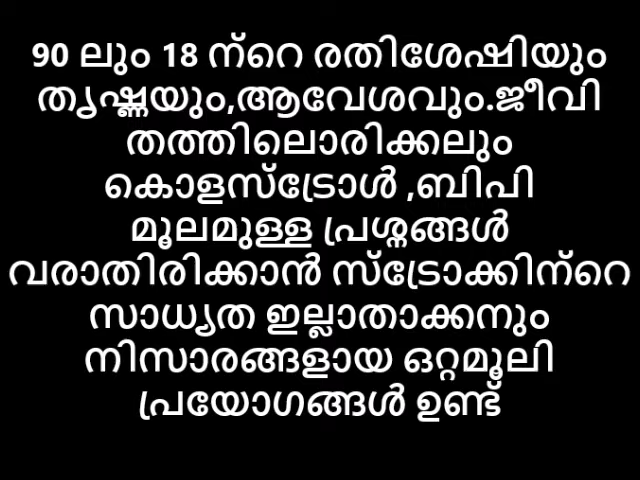 90 ലും 18 ന്റെ രതിശേഷിയും
തൃഷ്ണയും,ആവേശവും.ജീവി
തത്തിലൊരിക്കലും
കൊളസ്ട്രോൾ ,ബിപി
മൂലമുള്ള പ്രശ്നങ്ങൾ
വരാതിരിക്കാൻ സ്ട്രോക്കിന്റെ
സാധ്യത ഇല്ലാതാക്കനും
നിസാരങ്ങളായ ഒറ്റമൂലി
പ്രയോഗങ്ങൾ ഉണ്ട്